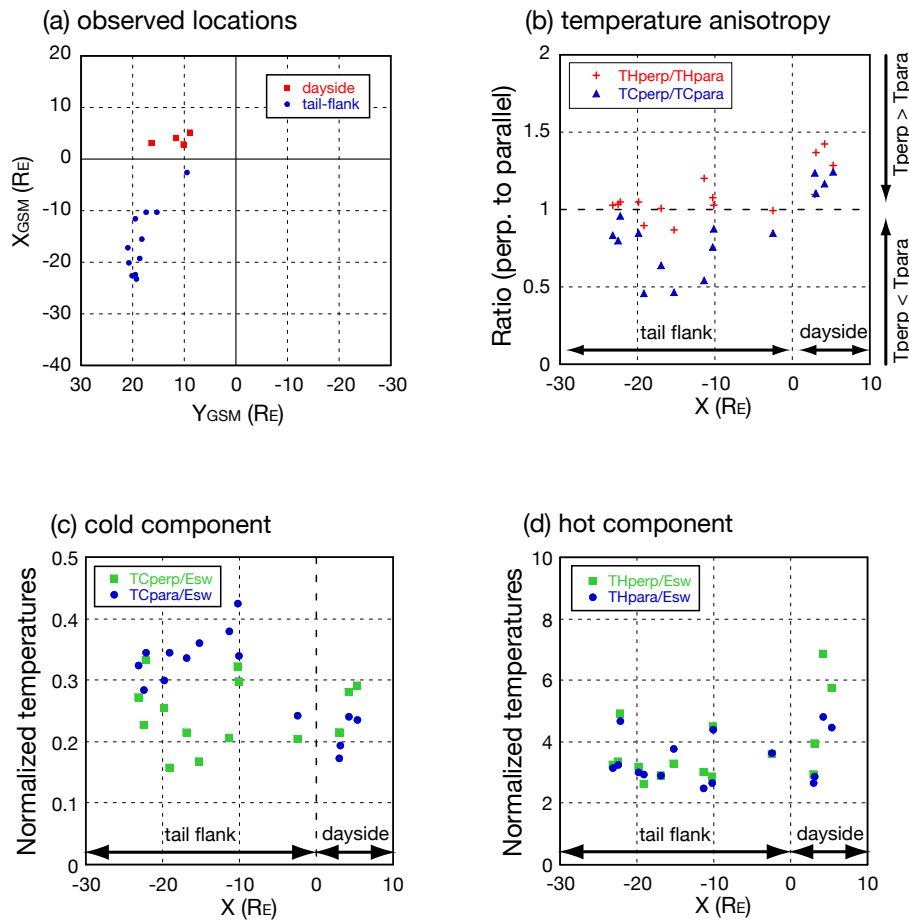 (a) observed locations
20
10
0
-10
-20
-30
-40
XGSM (RE)
dayside
tail-flank
30 20 10 0 -10 -20 -30
YGSM (RE)
(b) temperature anisotropy
2
1.5
1
0.5
0
Ratio (perp. to parallel)
THperp/THpara
TCperp/TCpara
tail flank
dayside
-30 -20 -10 0 10
X (RE)
Tperp > Tpara
Tperp < Tpara
(c) cold component
0.5
0.4
0.3
0.2
0.1
0
Normalized temperatures
TCperp/Esw
TCpara/Esw
tail flank
dayside
-30 -20 -10 0 10
X (RE)
(d) hot component
10
8
6
4
2
0
Normalized temperatures
THperp/Esw
THpara/Esw
tail flank
dayside
-30 -20 -10 0 10
X (RE)